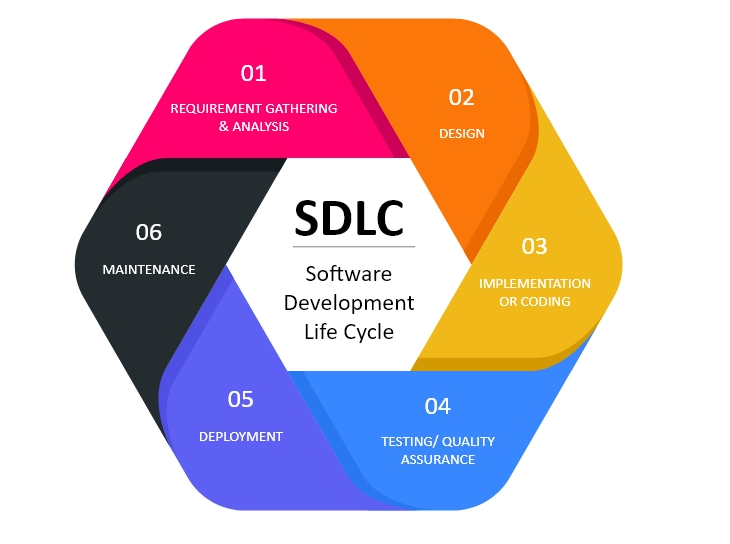 01
REQUIREMENT GATHERING
& ANALYSIS
02
DESIGN
03
IMPLEMENTATION
OR CODING
04
TESTING/ QUALITY
ASSURANCE
05
DEPLOYMENT
06
MAINTENANCE
SDLC
Software
Development
Life Cycle